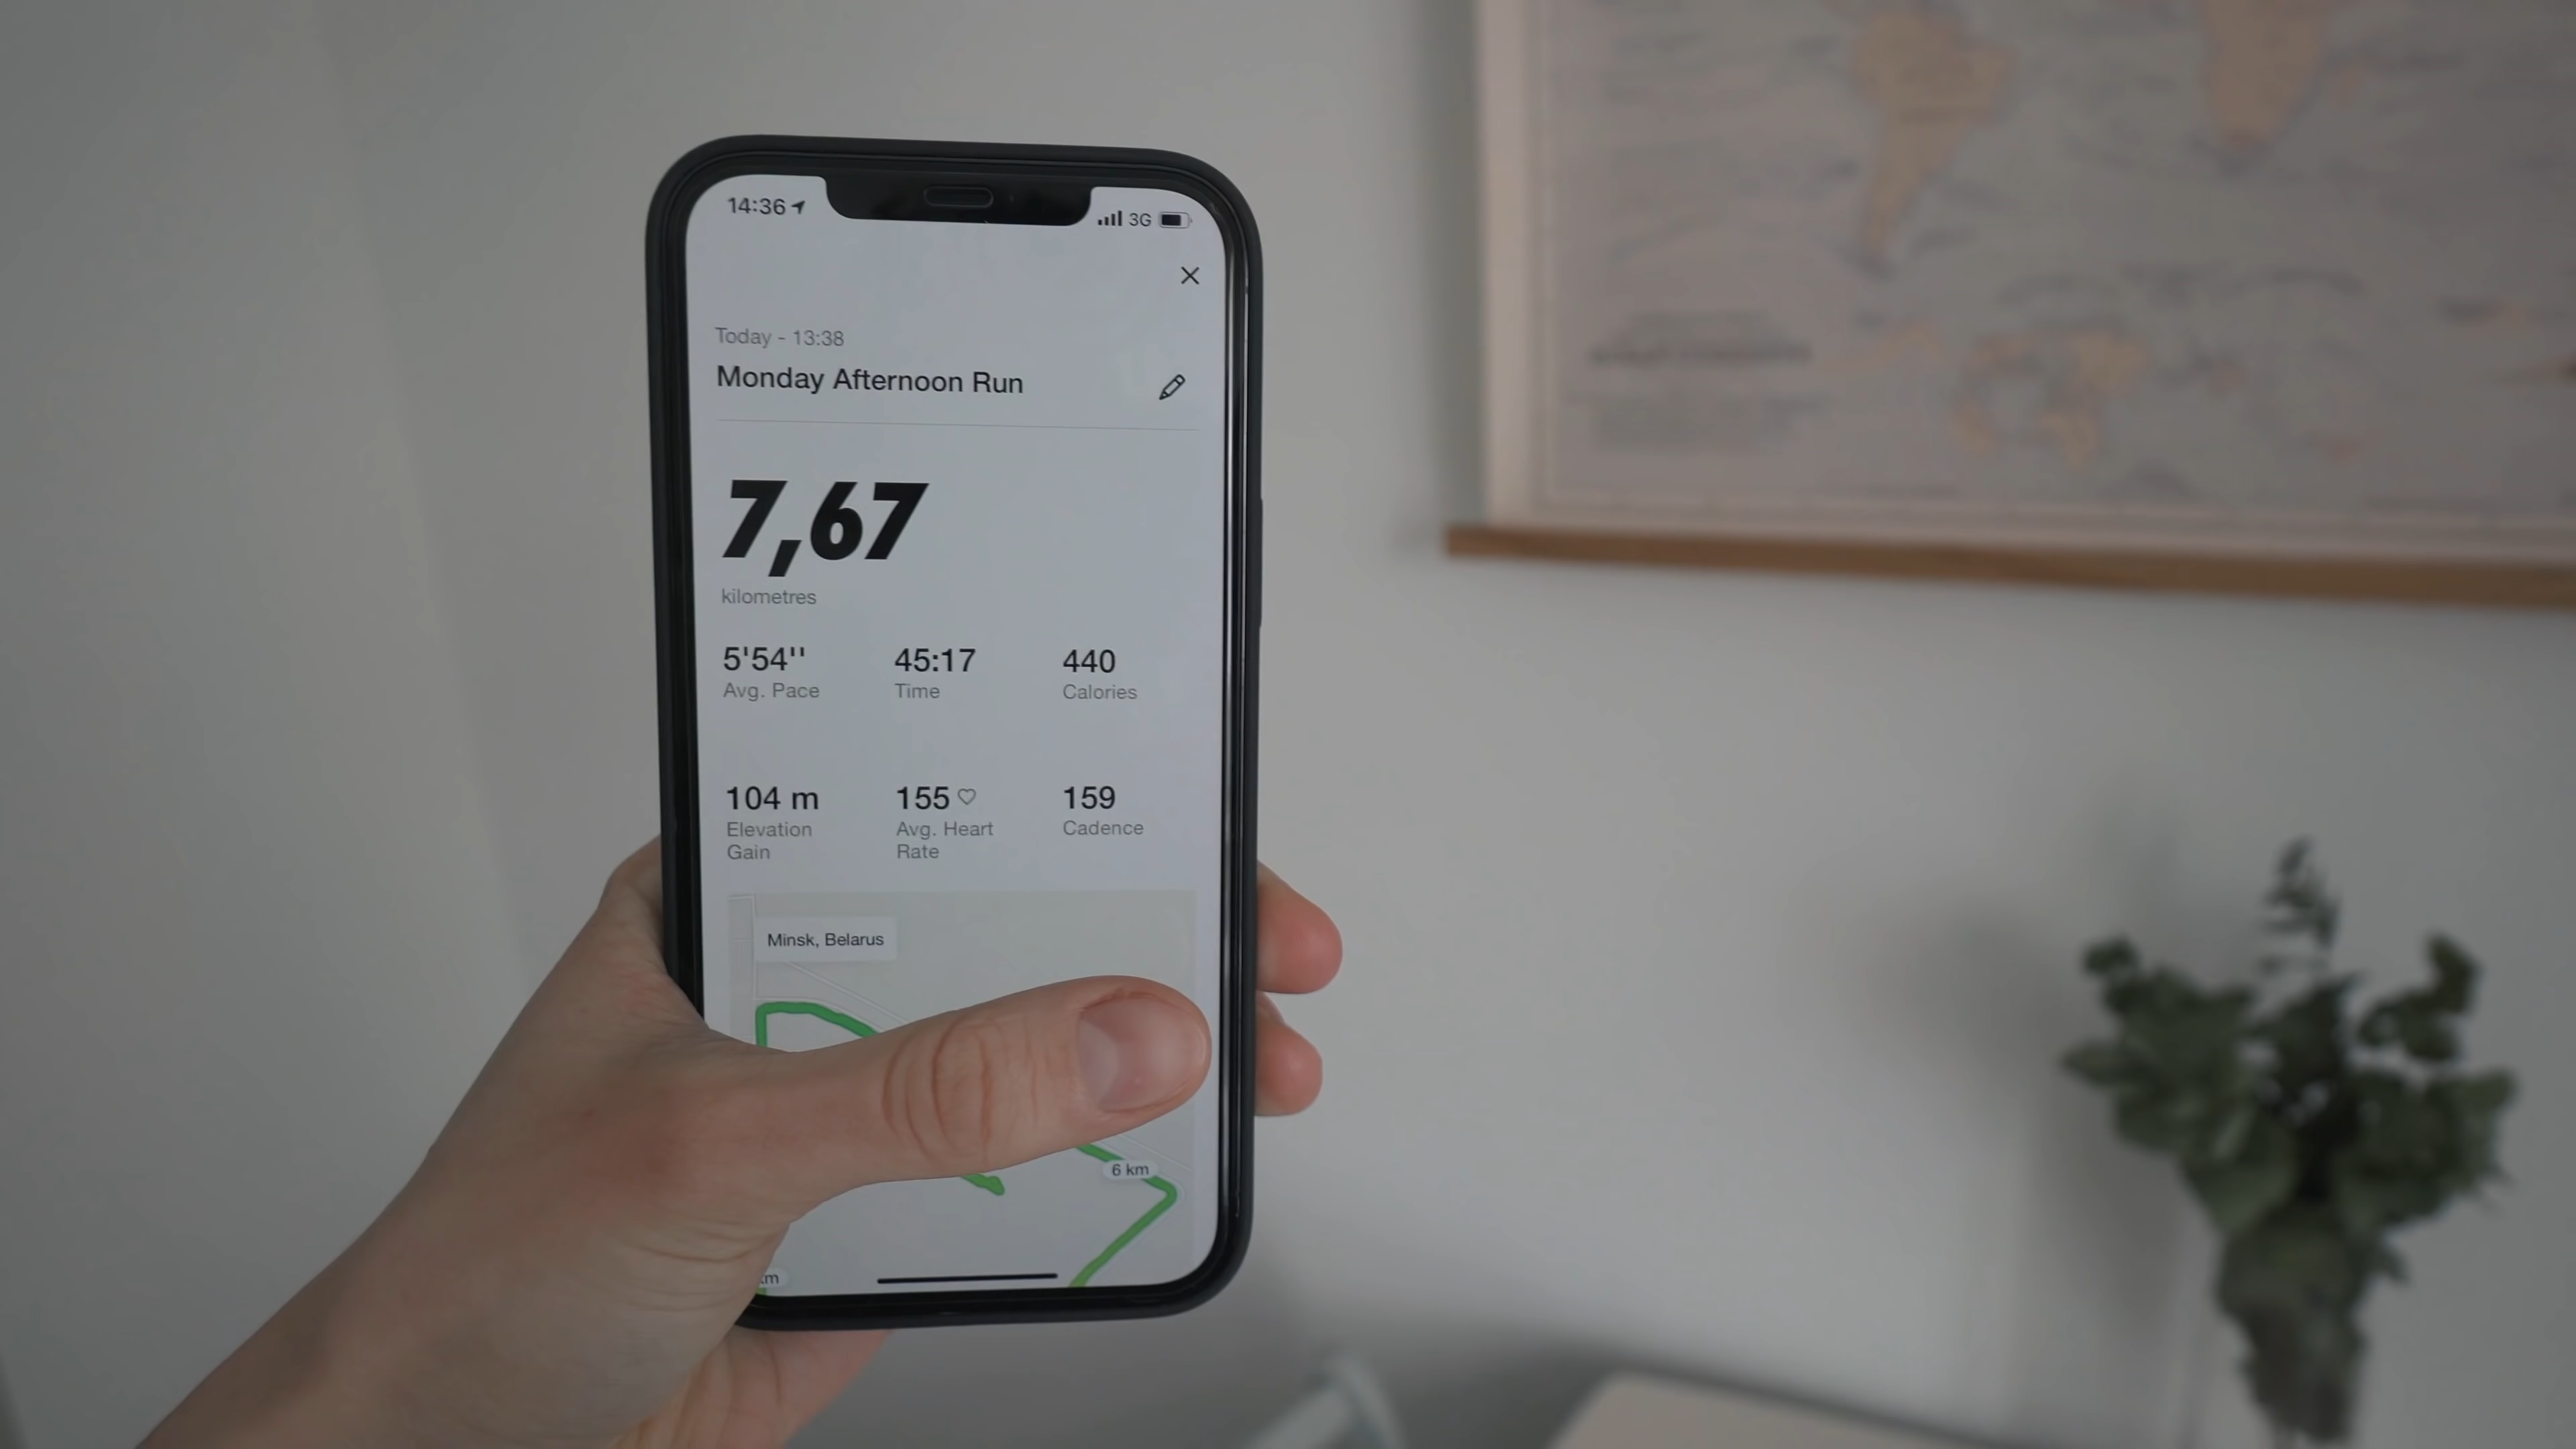 14:36
3G
Today - 13:38
Monday Afternoon Run
7,67
kilometres
5'54'' 45:17 440
Avg. Pace Time Calories
104 m 155 159
Elevation Gain Avg. Heart Rate Cadence
Minsk, Belarus
6 km
km